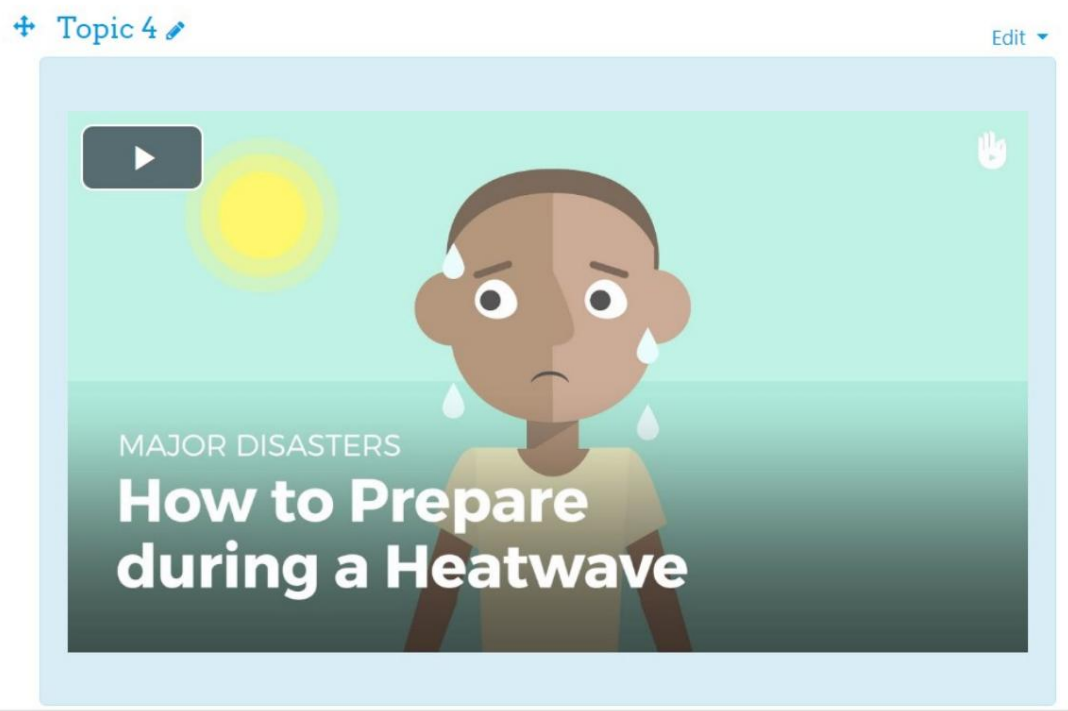 Topic 4
Edit
MAJOR DISASTERS
How to Prepare
during a Heatwave